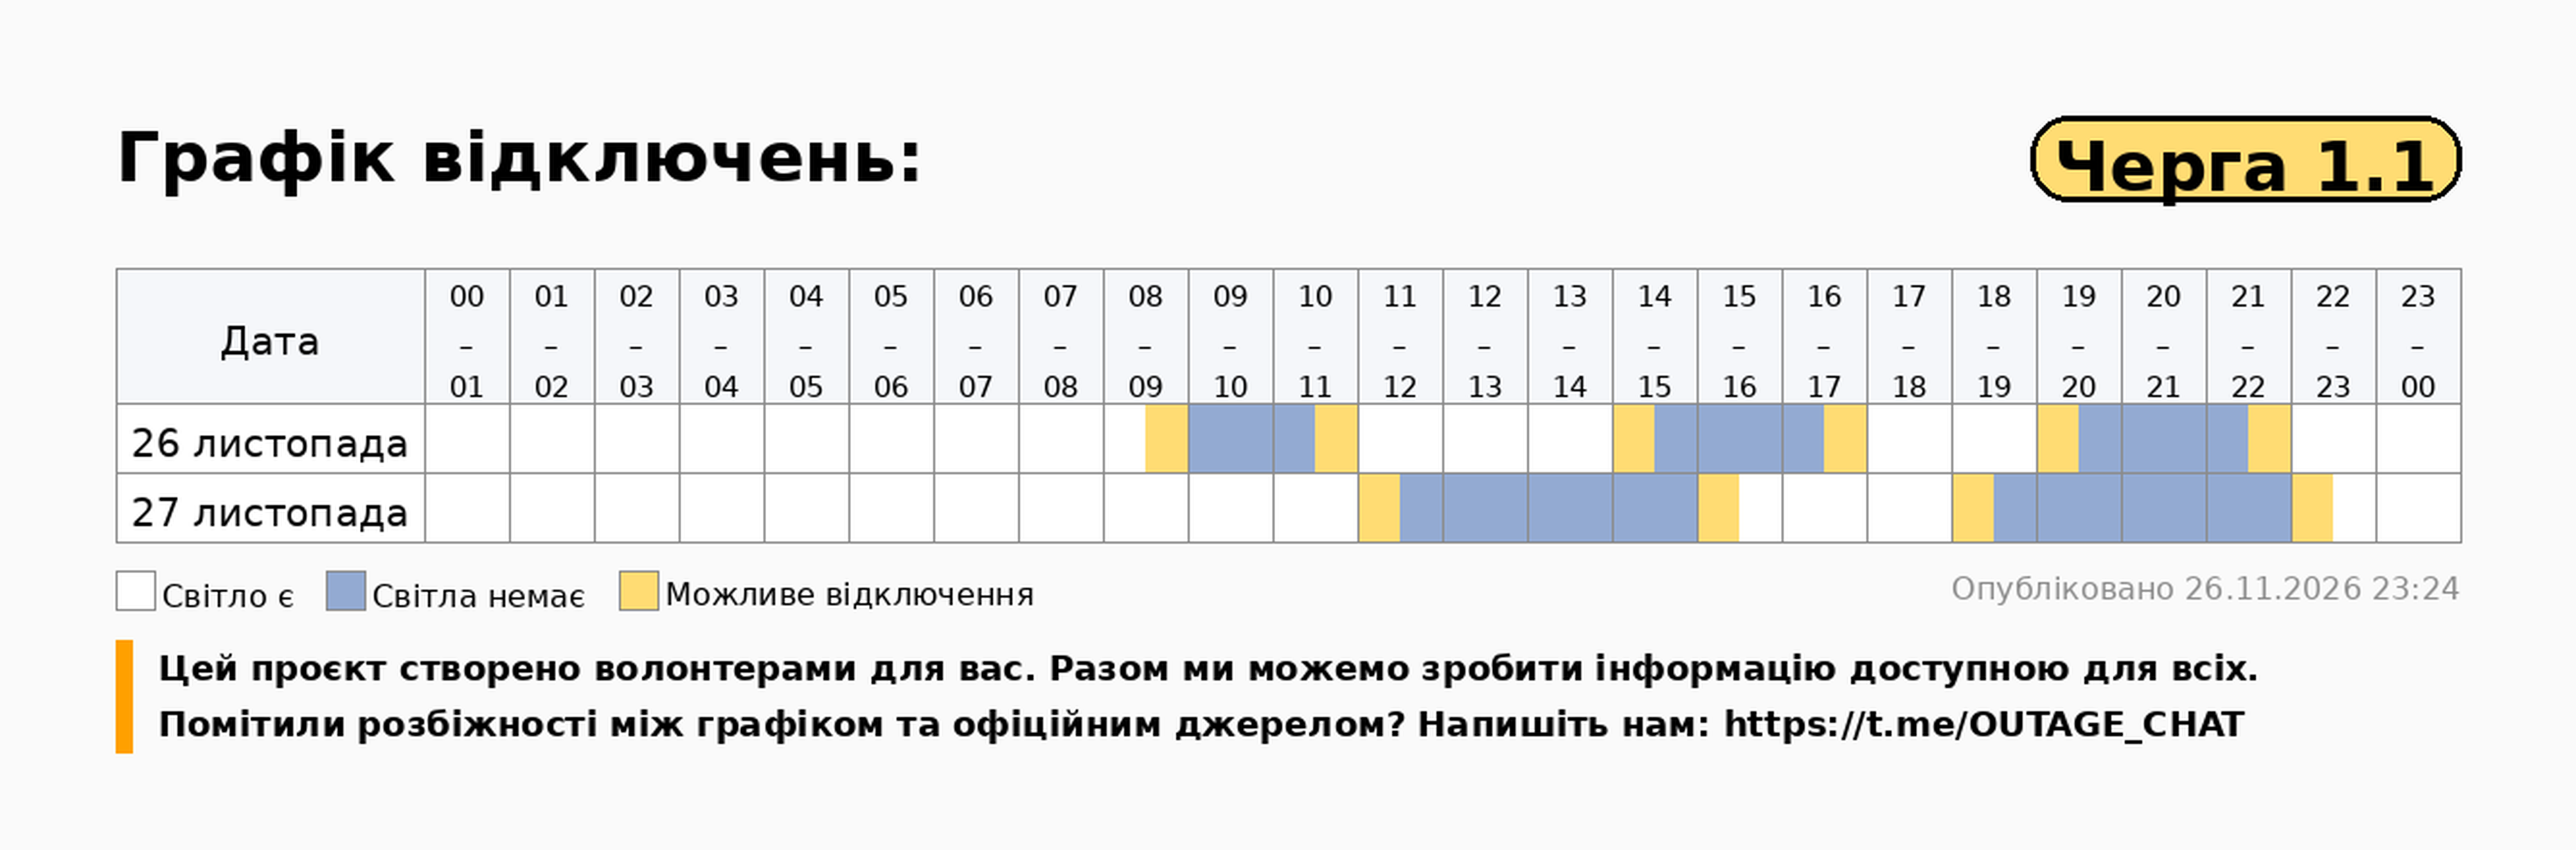 Графік відключень:
Черга 1.1
Дата
00 – 01
01 – 02
02 – 03
03 – 04
04 – 05
05 – 06
06 – 07
07 – 08
08 – 09
09 – 10
10 – 11
11 – 12
12 – 13
13 – 14
14 – 15
15 – 16
16 – 17
17 – 18
18 – 19
19 – 20
20 – 21
21 – 22
22 – 23
23 – 00
26 листопада
27 листопада
Світло є
Світла немає
Можливе відключення
Опубліковано 26.11.2026 23:24
Цей проєкт створено волонтерами для вас. Разом ми можемо зробити інформацію доступною для всіх.
Помітили розбіжності між графіком та офіційним джерелом? Напишіть нам: https://t.me/OUTAGE_CHAT